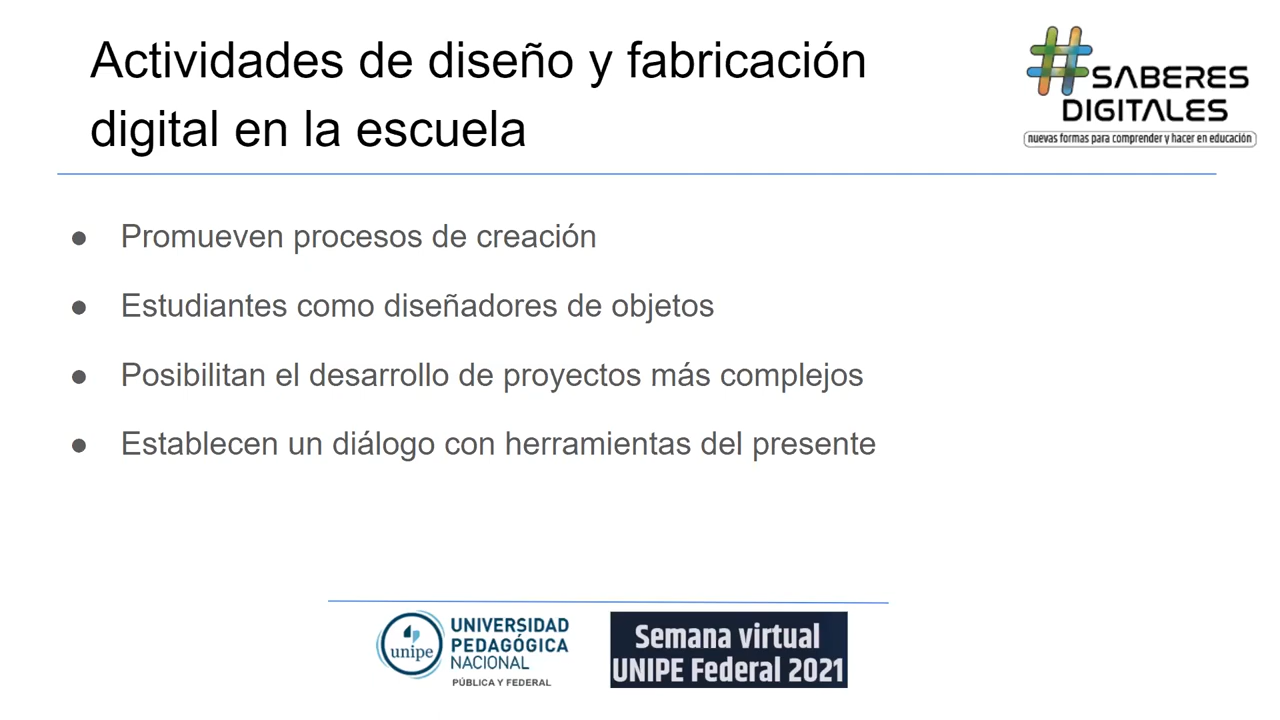 Actividades de diseño y fabricación
digital en la escuela
#SABERES
DIGITALES
nuevas formas para comprender y hacer en educación
● Promueven procesos de creación
● Estudiantes como diseñadores de objetos
● Posibilitan el desarrollo de proyectos más complejos
● Establecen un diálogo con herramientas del presente
unipe
UNIVERSIDAD
PEDAGÓGICA
NACIONAL
PÚBLICA Y FEDERAL
Semana virtual
UNIPE Federal 2021